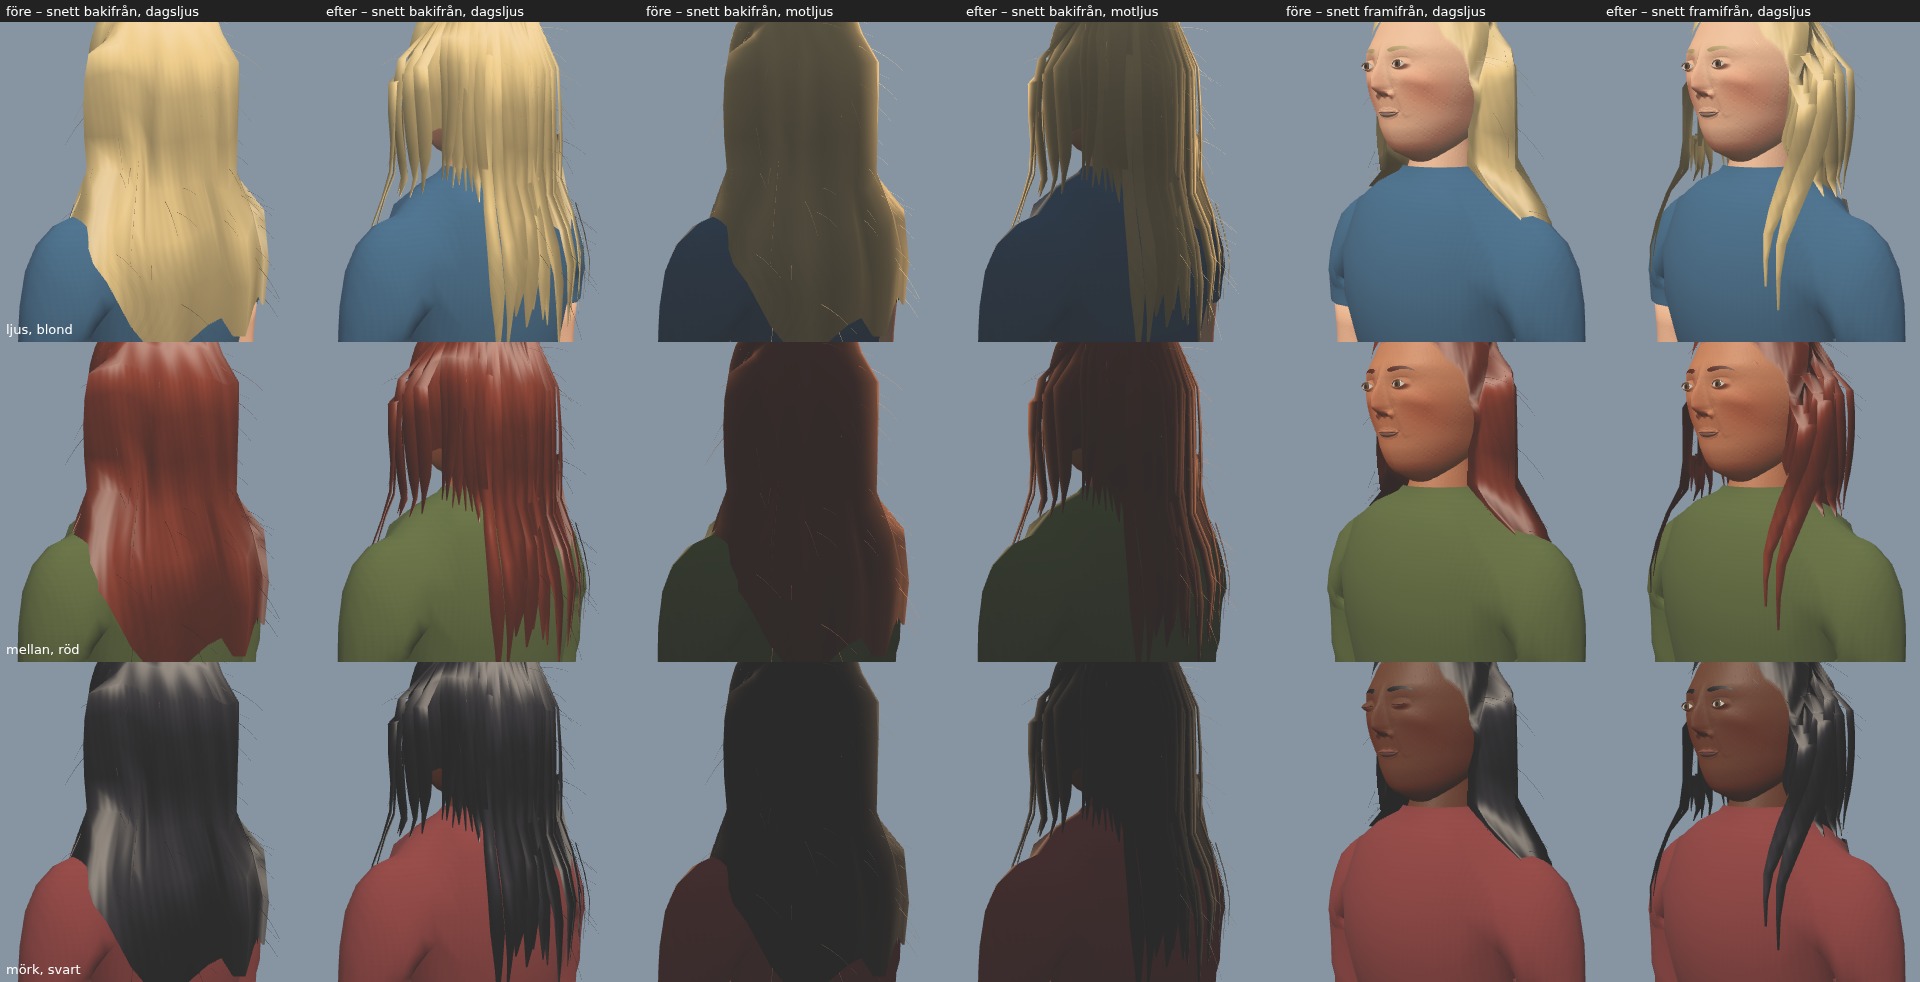 före – snett bakifrån, dagsljus
efter – snett bakifrån, dagsljus
före – snett bakifrån, motljus
efter – snett bakifrån, motljus
före – snett framifrån, dagsljus
efter – snett framifrån, dagsljus
ljus, blond
mellan, röd
mörk, svart